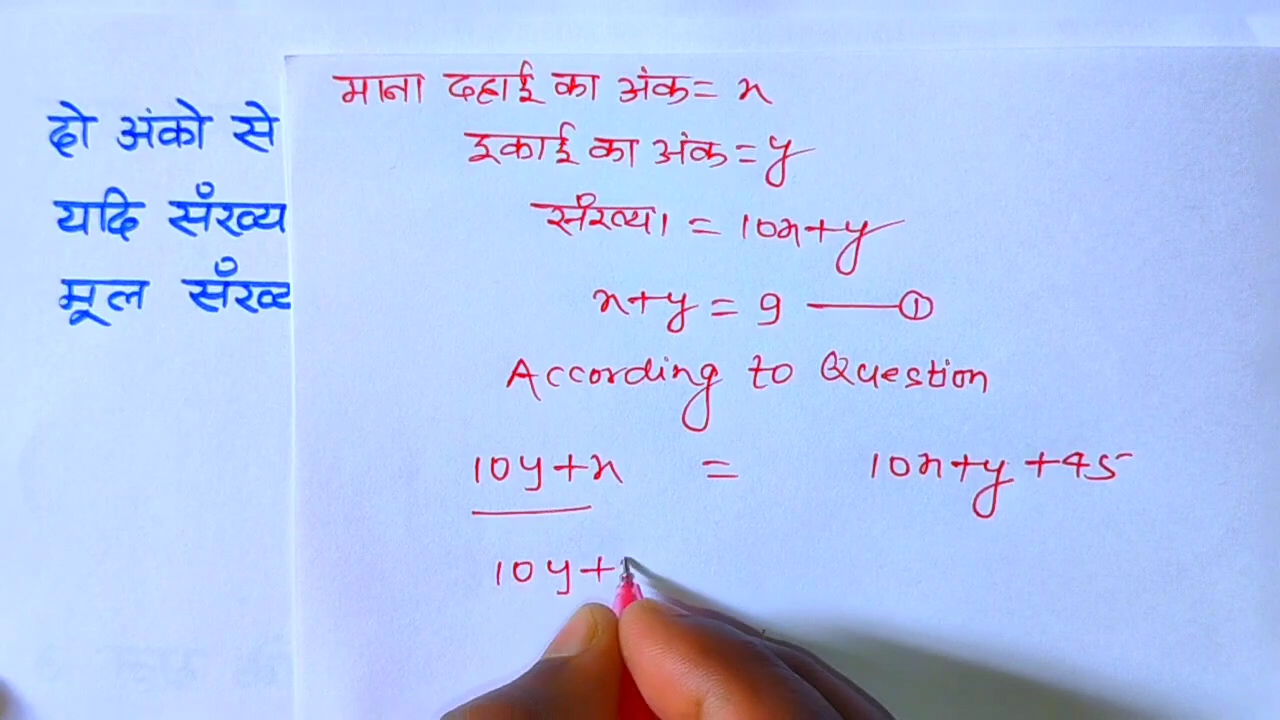 दो अंको से
यदि सँख्य
मूल सँख्य
माना दहाई का अंक = x
इकाई का अंक = y
सँख्या = 10x+y
x+y = 9 —— ①
According to Question
10y+x = 10x+y+45
10y+